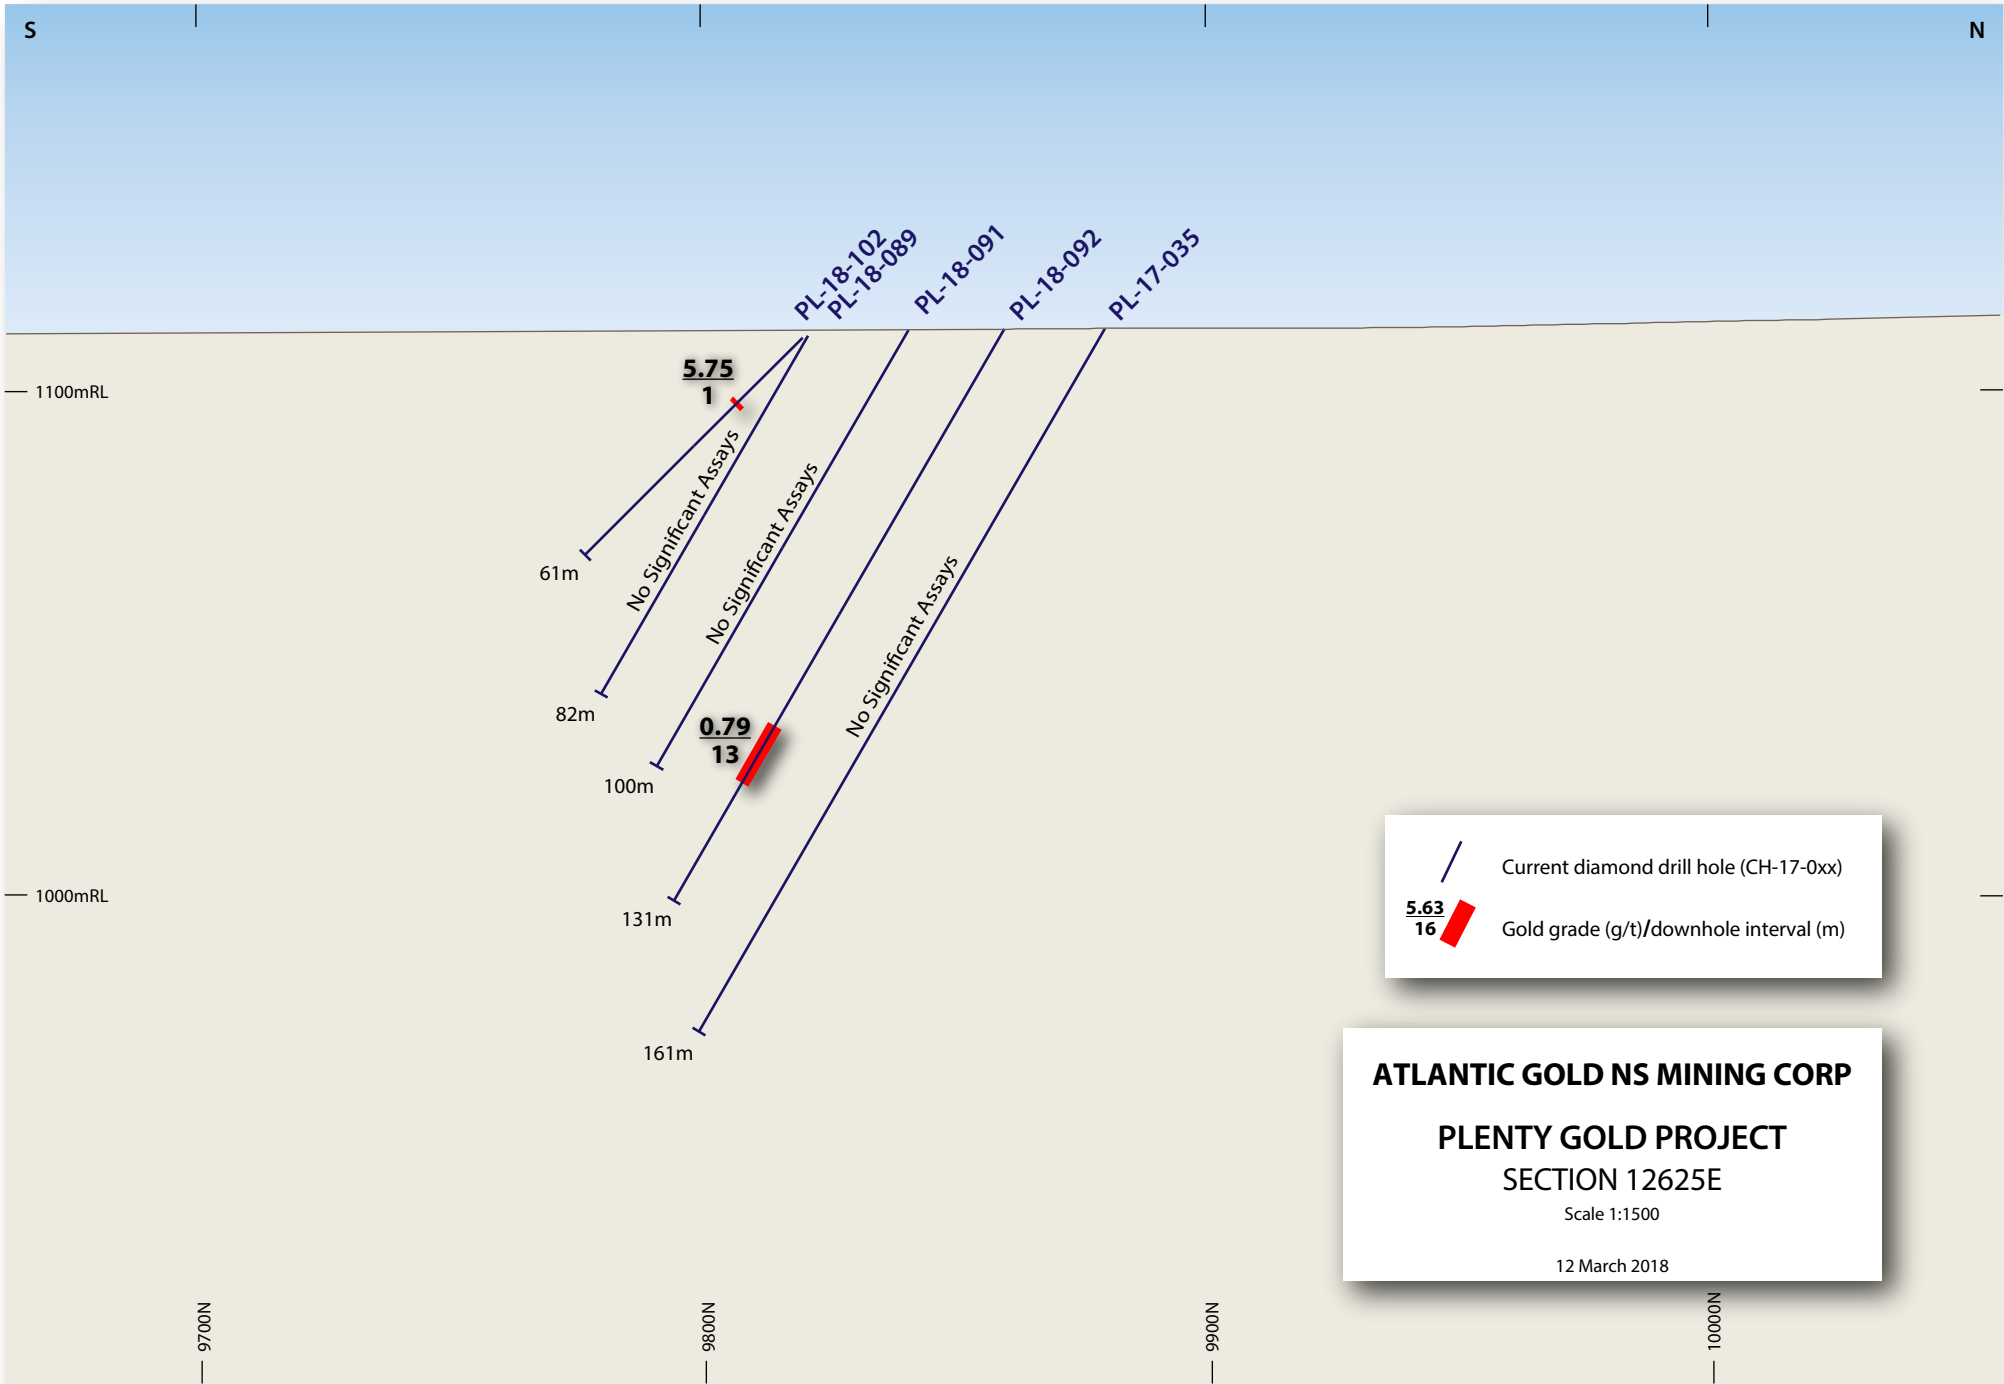 S
N
PL-18-102
PL-18-089
PL-18-091
PL-18-092
PL-17-035
5.75
1
1100mRL
No Significant Assays
No Significant Assays
No Significant Assays
61m
82m
0.79
13
100m
1000mRL
131m
161m
Current diamond drill hole (CH-17-0xx)
5.63
16
Gold grade (g/t)/downhole interval (m)
ATLANTIC GOLD NS MINING CORP
PLENTY GOLD PROJECT
SECTION 12625E
Scale 1:1500
12 March 2018
9700N
9800N
9900N
10000N